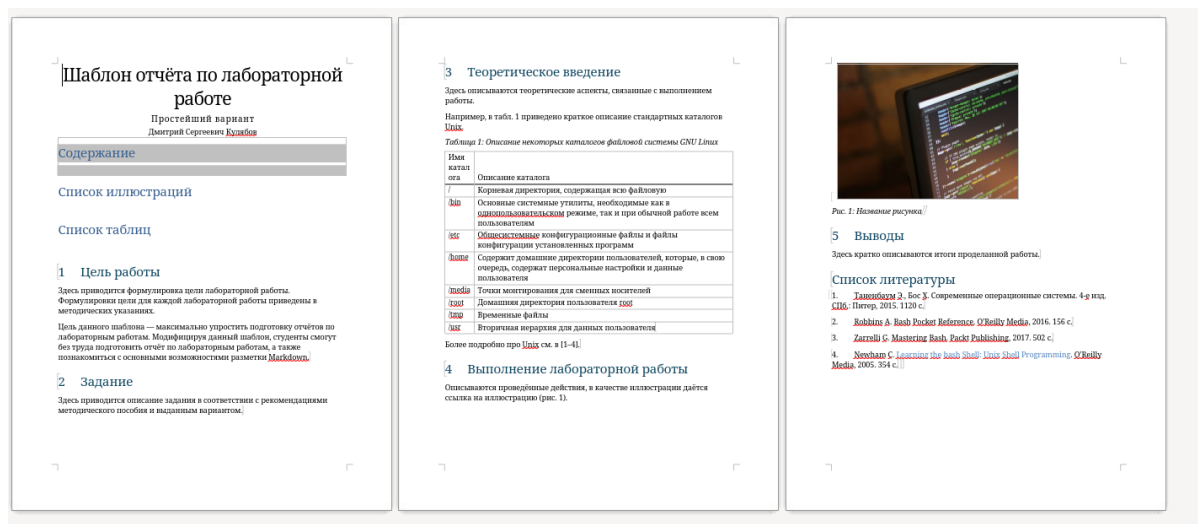 Шаблон отчёта по лабораторной
работе
Простейший вариант
Дмитрий Сергеевич Кулябов
Содержание
Список иллюстраций
Список таблиц
1 Цель работы
Здесь приводится формулировка цели лабораторной работы.
Формулировки цели для каждой лабораторной работы приведены в
методических указаниях.
Цель данного шаблона — максимально упростить подготовку отчётов по
лабораторным работам. Модифицируя данный шаблон, студенты смогут
без труда подготовить отчёт по лабораторным работам, а также
познакомиться с основными возможностями разметки Markdown.
2 Задание
Здесь приводится описание задания в соответствии с рекомендациями
методического пособия и выданным вариантом.
3 Теоретическое введение
Здесь описываются теоретические аспекты, связанные с выполнением
работы.
Например, в табл. 1 приведено краткое описание стандартных каталогов
Unix.
Таблица 1: Описание некоторых каталогов файловой системы GNU Linux
Имя
катал
ога Описание каталога
/ Корневая директория, содержащая всю файловую
/bin Основные системные утилиты, необходимые как в
однопользовательском режиме, так и при обычной работе всем
пользователям
/etc Общесистемные конфигурационные файлы и файлы
конфигурации установленных программ
/home Содержит домашние директории пользователей, которые, в свою
очередь, содержат персональные настройки и данные
пользователя
/media Точки монтирования для сменных носителей
/root Домашняя директория пользователя root
/tmp Временные файлы
/usr Вторичная иерархия для данных пользователя
Более подробно про Unix см. в [1–4].
4 Выполнение лабораторной работы
Описываются проведённые действия, в качестве иллюстрации даётся
ссылка на иллюстрацию (рис. 1).
Рис. 1: Название рисунка
5 Выводы
Здесь кратко описываются итоги проделанной работы.
Список литературы
1. Таненбаум Э., Бос Х. Современные операционные системы. 4-е изд.
СПб.: Питер, 2015. 1120 с.
2. Robbins A. Bash Pocket Reference. O'Reilly Media, 2016. 156 с.
3. Zarrelli G. Mastering Bash. Packt Publishing, 2017. 502 с.
4. Newham C. Learning the bash Shell: Unix Shell Programming. O'Reilly
Media, 2005. 354 с.